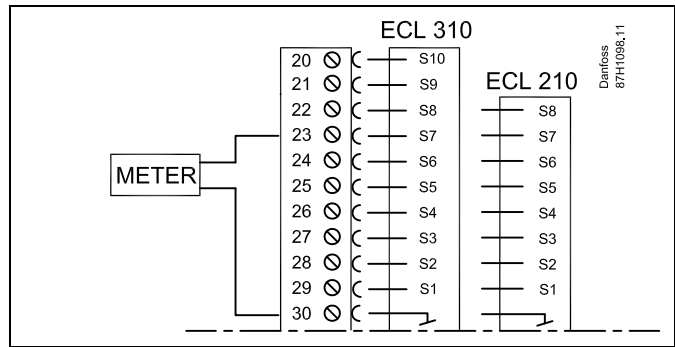 ECL 310
ECL 210
Danfoss
87H1098.11
METER
20 S10
21 S9
22 S8 S8
23 S7 S7
24 S6 S6
25 S5 S5
26 S4 S4
27 S3 S3
28 S2 S2
29 S1 S1
30